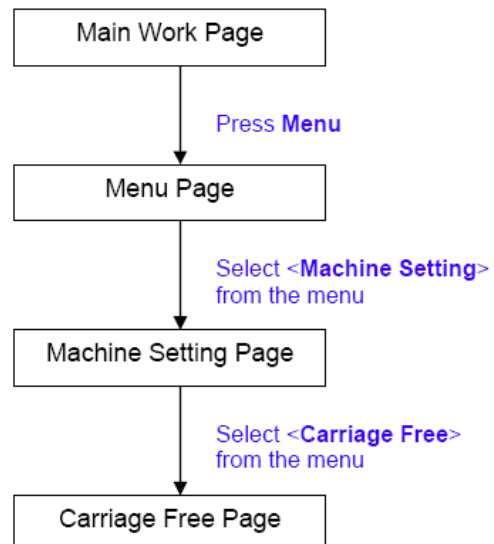 Main Work Page
Press Menu
Menu Page
Select <Machine Setting>
from the menu
Machine Setting Page
Select <Carriage Free>
from the menu
Carriage Free Page